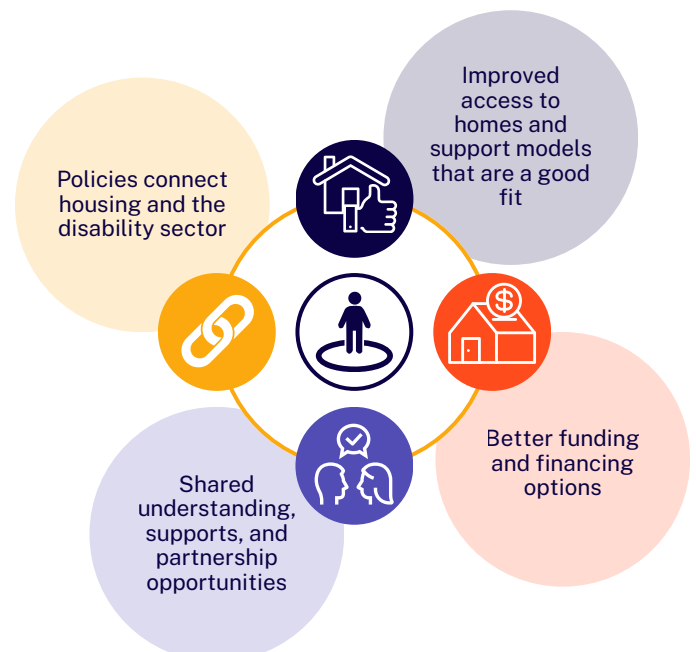 Improved
access to
homes and
support models
that are a good
fit
Policies connect
housing and the
disability sector
$
Better funding
and financing
options
Shared
understanding,
supports, and
partnership
opportunities